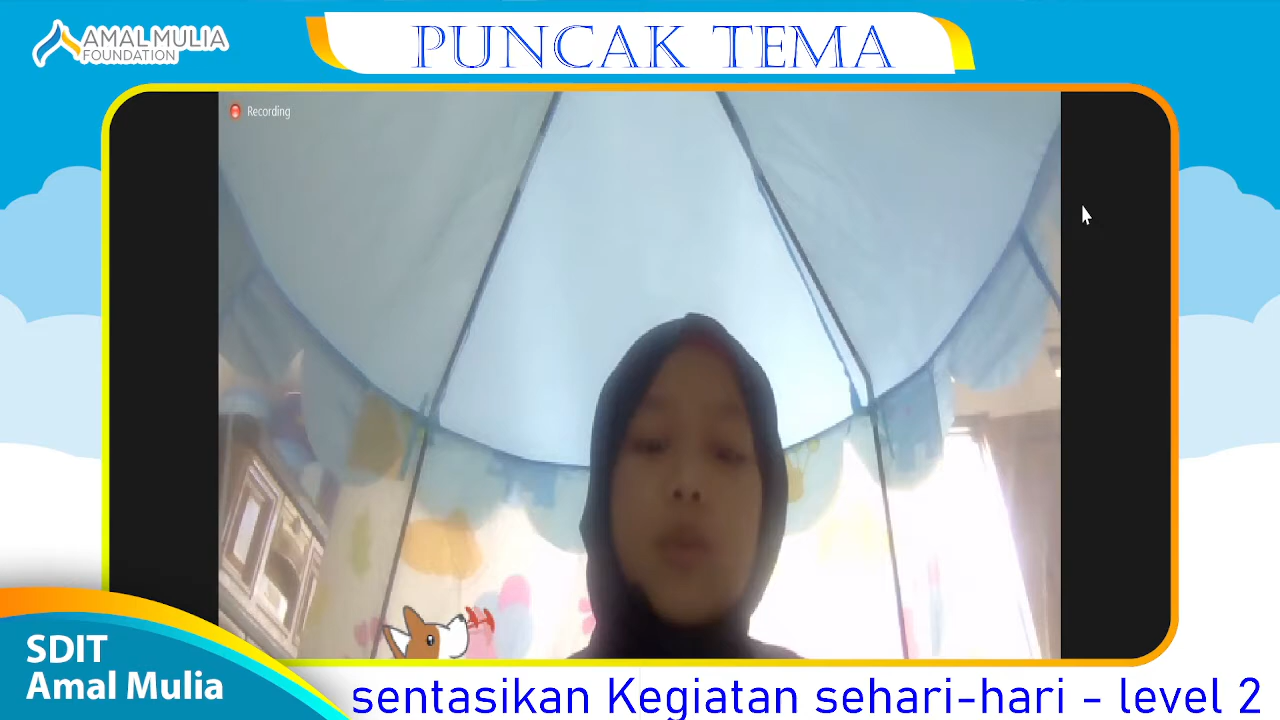 AMAL MULIA
FOUNDATION
PUNCAK TEMA
Recording
SDIT
Amal Mulia
sentasikan Kegiatan sehari-hari - level 2